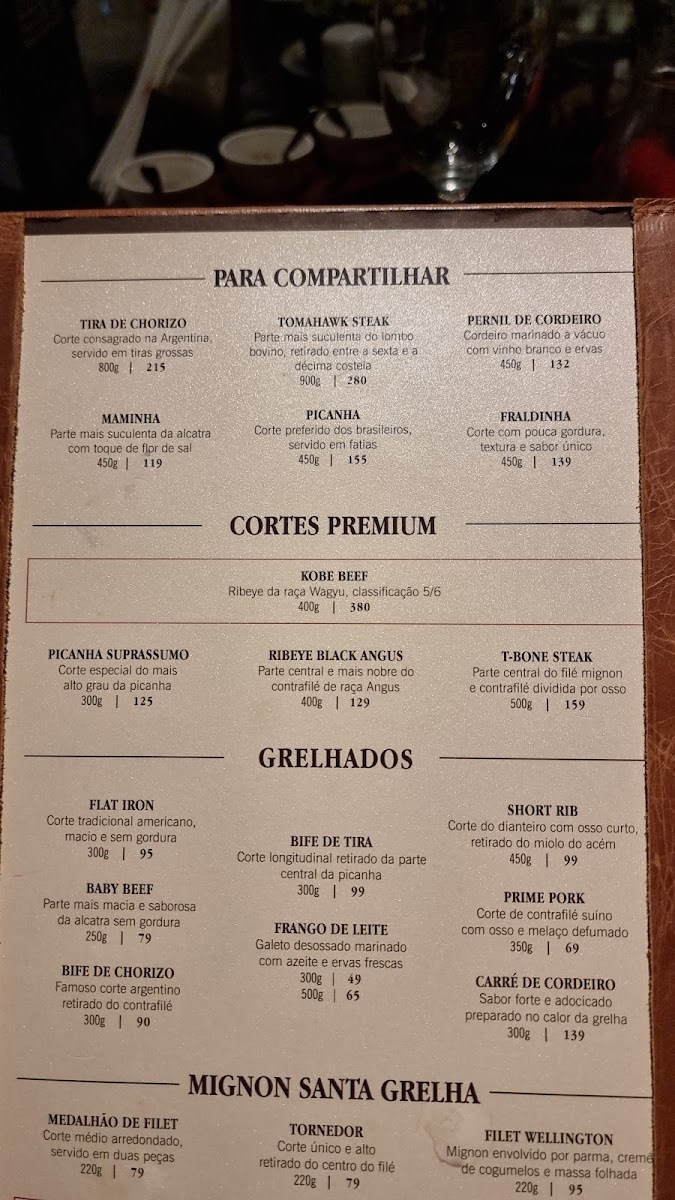 PARA COMPARTILHAR
TIRA DE CHORIZO
Corte consagrado na Argentina,
servido em tiras grossas
800g | 215
TOMAHAWK STEAK
Parte mais suculenta do lombo
bovino, retirado entre a sexta e a
décima costela
900g | 280
PERNIL DE CORDEIRO
Cordeiro marinado a vácuo
com vinho branco e ervas
450g | 132
MAMINHA
Parte mais suculenta da alcatra
com toque de flor de sal
450g | 119
PICANHA
Corte preferido dos brasileiros,
servido em fatias
450g | 155
FRALDINHA
Corte com pouca gordura,
textura e sabor único
450g | 139
CORTES PREMIUM
KOBE BEEF
Ribeye da raça Wagyu, classificação 5/6
400g | 380
PICANHA SUPRASSUMO
Corte especial do mais
alto grau da picanha
300g | 125
RIBEYE BLACK ANGUS
Parte central e mais nobre do
contrafilé de raça Angus
400g | 129
T-BONE STEAK
Parte central do filé mignon
e contrafilé dividida por osso
500g | 159
GRELHADOS
FLAT IRON
Corte tradicional americano,
macio e sem gordura
300g | 95
BABY BEEF
Parte mais macia e saborosa
da alcatra sem gordura
250g | 79
BIFE DE CHORIZO
Famoso corte argentino
retirado do contrafilé
300g | 90
BIFE DE TIRA
Corte longitudinal retirado da parte
central da picanha
300g | 99
FRANGO DE LEITE
Galeto desossado marinado
com azeite e ervas frescas
300g | 49
500g | 65
SHORT RIB
Corte do dianteiro com osso curto,
retirado do miolo do acém
450g | 99
PRIME PORK
Corte de contrafilé suíno
com osso e melaço defumado
350g | 69
CARRÉ DE CORDEIRO
Sabor forte e adocicado
preparado no calor da grelha
300g | 139
MIGNON SANTA GRELHA
MEDALHÃO DE FILET
Corte médio arredondado,
servido em duas peças
220g | 79
TORNEDOR
Corte único e alto
retirado do centro do filé
220g | 79
FILET WELLINGTON
Mignon envolvido por parma, creme
de cogumelos e massa folhada
220g | 95